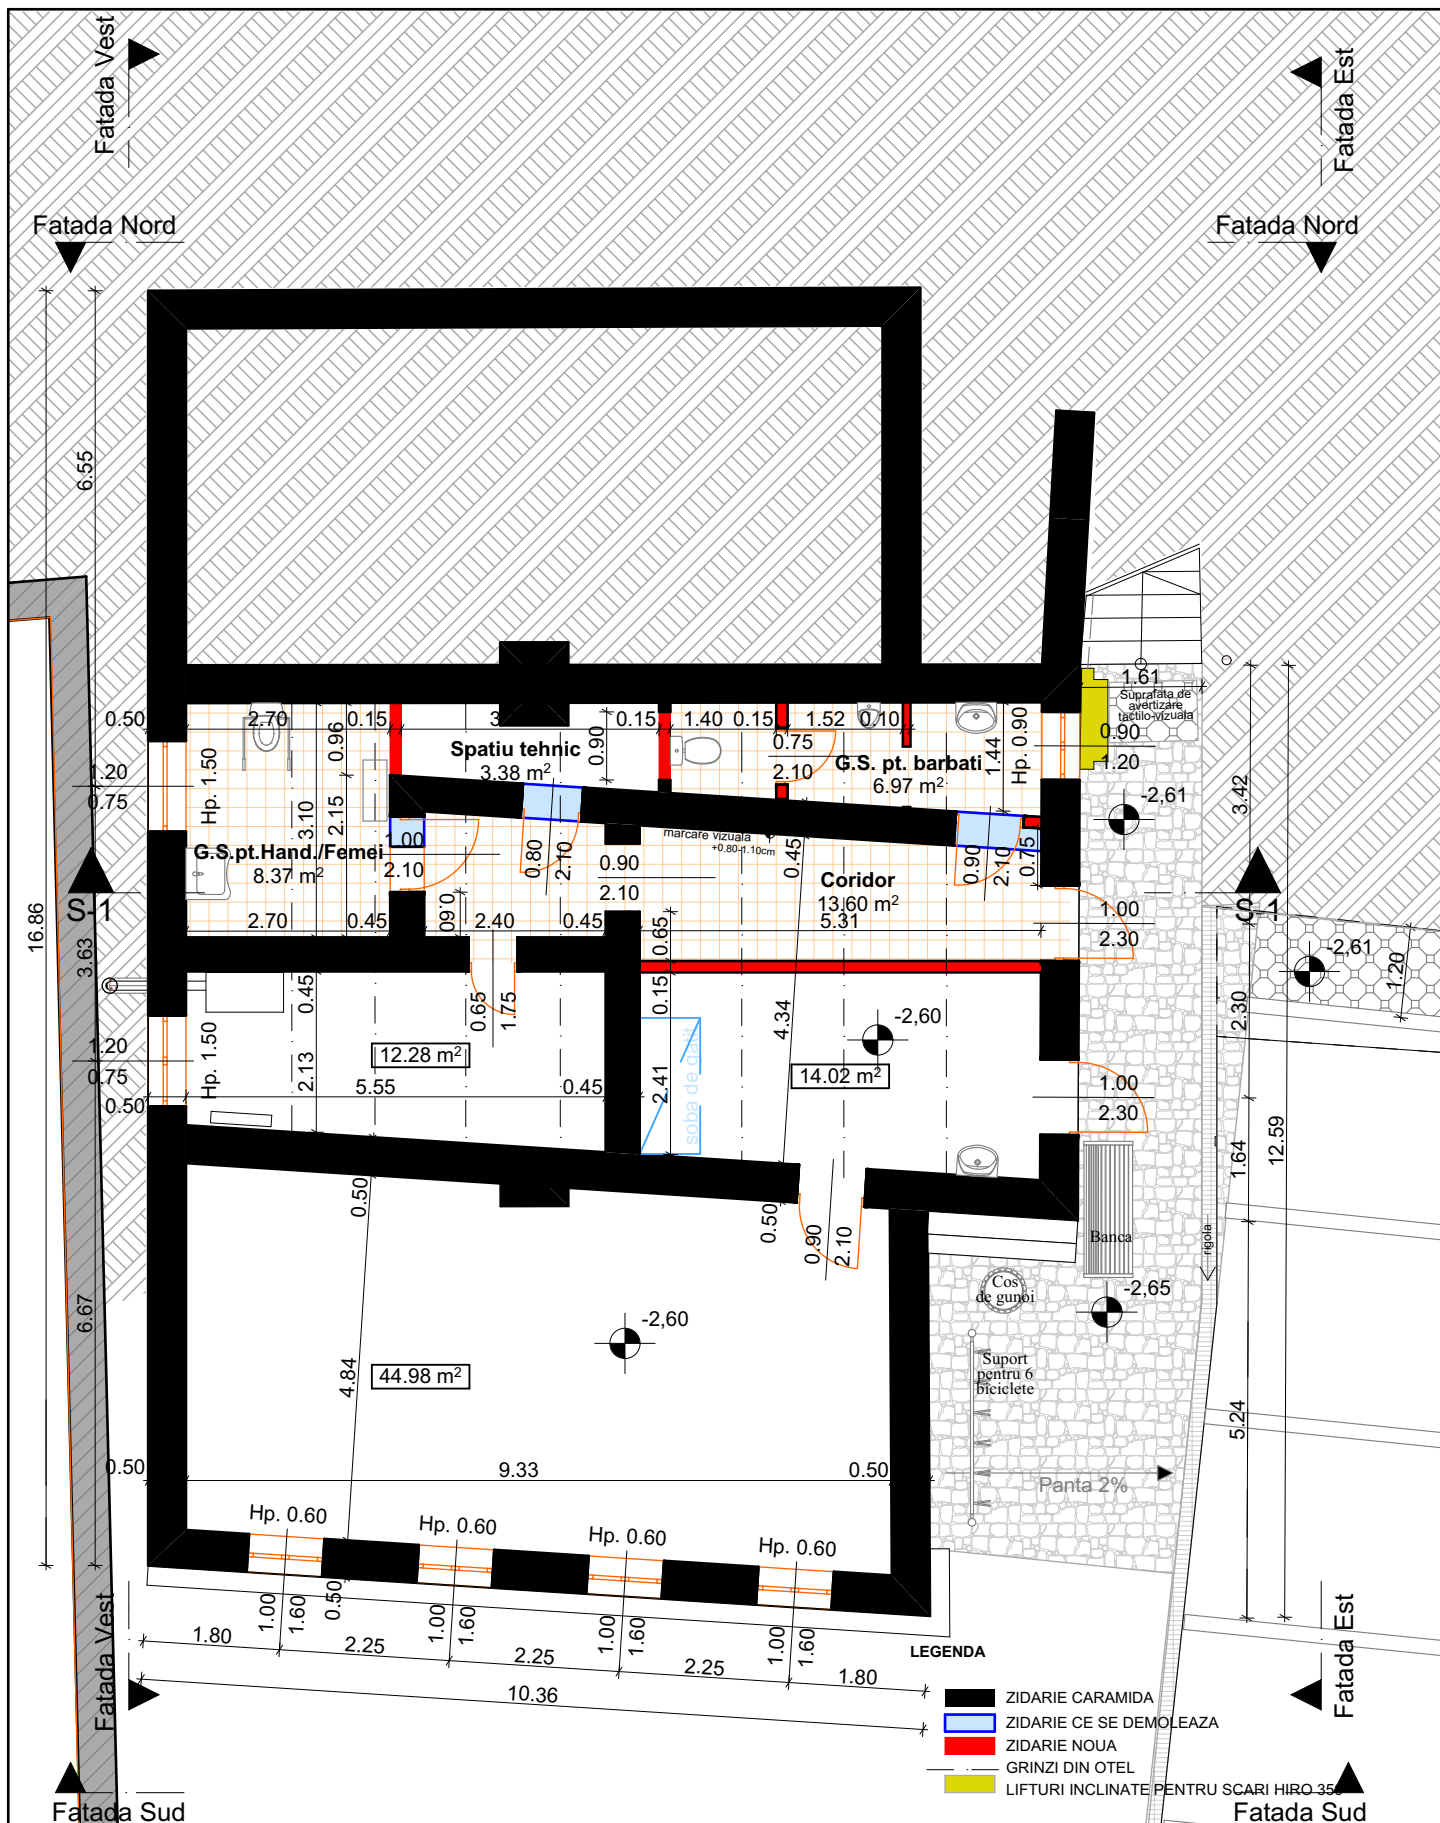 Fatada Vest
Fatada Est
Fatada Nord
Fatada Nord
6.55
16.86
1.61
Suprafata de
avertizare
tactilo-vizuala
0.50
2.70
0.15
0.96
0.15
1.40
0.15
1.52
0.10
Hp. 0.90
0.90
1.20
Spatiu tehnic
3.38 m²
0.90
0.75
2.10
G.S. pt. barbati
6.97 m²
1.44
1.20
0.75
Hp. 1.50
3.10
2.15
-2,61
3.42
marcare vizuala
+0.80-1.10cm
G.S.pt.Hand./Femei
8.37 m²
1.00
2.10
0.80
2.10
0.90
2.10
0.45
Coridor
13.60 m²
5.31
0.90
2.10
0.75
S-1
S-1
1.00
2.30
2.70
0.45
0.60
2.40
0.45
0.65
-2,61
1.20
3.63
0.45
0.65
1.75
0.15
4.34
-2,60
2.30
1.20
0.75
Hp. 1.50
2.13
12.28 m²
14.02 m²
2.41
soba de gatit
1.00
2.30
0.50
5.55
0.45
1.64
12.59
0.50
0.50
0.90
2.10
Banca
rigola
Cos
de gunoi
-2,65
6.67
-2,60
4.84
44.98 m²
Suport
pentru 6
biciclete
5.24
0.50
9.33
0.50
Panta 2%
Hp. 0.60
Hp. 0.60
Hp. 0.60
Hp. 0.60
1.00
1.60
0.50
1.00
1.60
1.00
1.60
1.00
1.60
1.80
2.25
2.25
2.25
1.80
10.36
Fatada Vest
Fatada Est
LEGENDA
ZIDARIE CARAMIDA
ZIDARIE CE SE DEMOLEAZA
ZIDARIE NOUA
GRINZI DIN OTEL
LIFTURI INCLINATE PENTRU SCARI HIRO
Fatada Sud
Fatada Sud